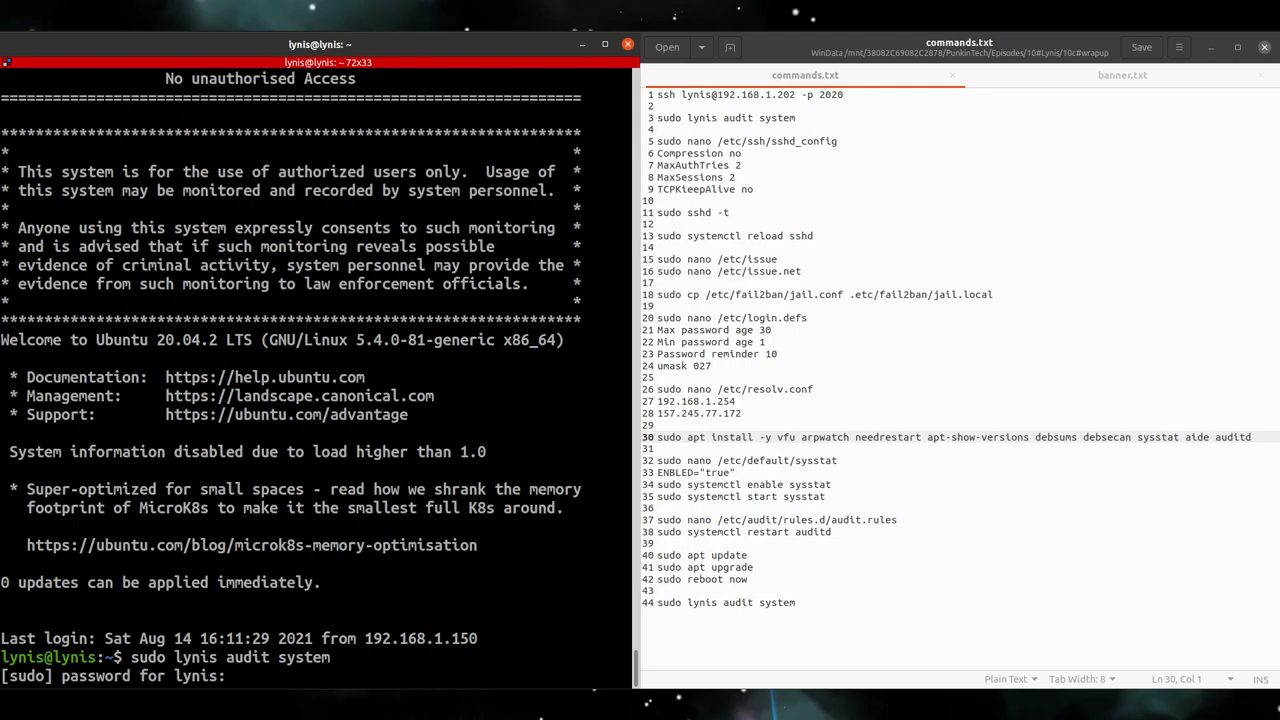 lynis@lynis: ~
lynis@lynis: ~ 72x33
No unauthorised Access
===============================================================
*****************************************************************
* *
* This system is for the use of authorized users only. Usage of *
* this system may be monitored and recorded by system personnel. *
* *
* Anyone using this system expressly consents to such monitoring *
* and is advised that if such monitoring reveals possible *
* evidence of criminal activity, system personnel may provide the *
* evidence from such monitoring to law enforcement officials. *
* *
*****************************************************************
Welcome to Ubuntu 20.04.2 LTS (GNU/Linux 5.4.0-81-generic x86_64)
* Documentation: https://help.ubuntu.com
* Management: https://landscape.canonical.com
* Support: https://ubuntu.com/advantage
System information disabled due to load higher than 1.0
* Super-optimized for small spaces - read how we shrank the memory
footprint of MicroK8s to make it the smallest full K8s around.
https://ubuntu.com/blog/microk8s-memory-optimisation
0 updates can be applied immediately.
Last login: Sat Aug 14 16:11:29 2021 from 192.168.1.150
lynis@lynis:~$ sudo lynis audit system
[sudo] password for lynis:
Open
commands.txt
WinData /mnt/38082C69082C2878/PunkinTech/Episodes/10#Lynis/10c#wrapup
Save
commands.txt
banner.txt
1 ssh lynis@192.168.1.202 -p 2020
2
3 sudo lynis audit system
4
5 sudo nano /etc/ssh/sshd_config
6 Compression no
7 MaxAuthTries 2
8 MaxSessions 2
9 TCPKieepAlive no
10
11 sudo sshd -t
12
13 sudo systemctl reload sshd
14
15 sudo nano /etc/issue
16 sudo nano /etc/issue.net
17
18 sudo cp /etc/fail2ban/jail.conf .etc/fail2ban/jail.local
19
20 sudo nano /etc/login.defs
21 Max password age 30
22 Min password age 1
23 Password reminder 10
24 umask 027
25
26 sudo nano /etc/resolv.conf
27 192.168.1.254
28 157.245.77.172
29
30 sudo apt install -y vfu arpwatch needrestart apt-show-versions debsums debsecan sysstat aide auditd
31
32 sudo nano /etc/default/sysstat
33 ENBLED="true"
34 sudo systemctl enable sysstat
35 sudo systemctl start sysstat
36
37 sudo nano /etc/audit/rules.d/audit.rules
38 sudo systemctl restart auditd
39
40 sudo apt update
41 sudo apt upgrade
42 sudo reboot now
43
44 sudo lynis audit system
Plain Text
Tab Width: 8
Ln 30, Col 1
INS